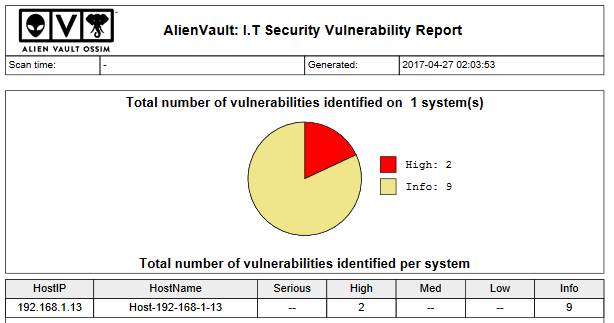 OVA™
ALIEN VAULT OSSIM
AlienVault: I.T Security Vulnerability Report
Scan time: - Generated: 2017-04-27 02:03:53
Total number of vulnerabilities identified on 1 system(s)
High: 2
Info: 9
Total number of vulnerabilities identified per system
HostIP HostName Serious High Med Low Info
192.168.1.13 Host-192-168-1-13 -- 2 -- -- 9